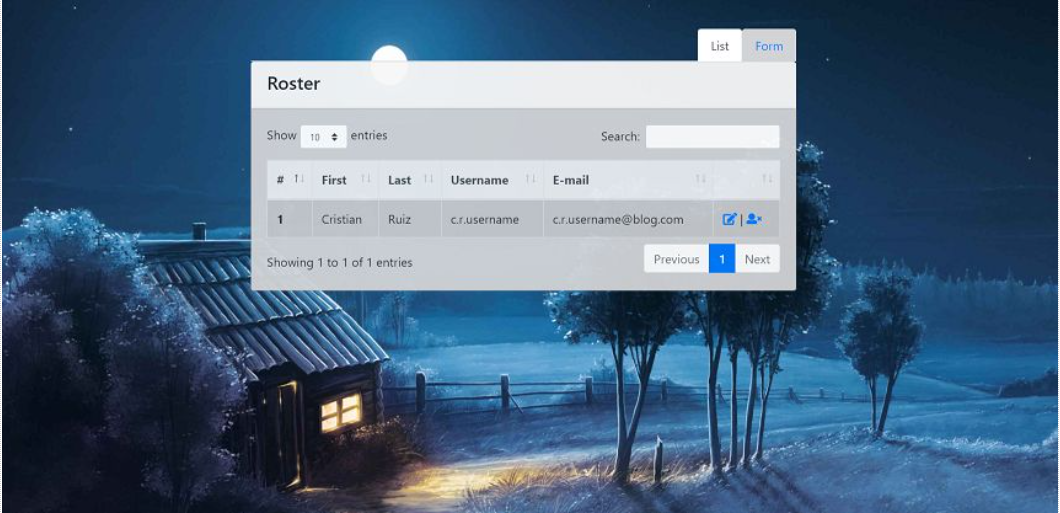 List Form
Roster
Show 10 entries Search:
# First Last Username E-mail
1 Cristian Ruiz c.r.username c.r.username@blog.com |
Showing 1 to 1 of 1 entries Previous 1 Next